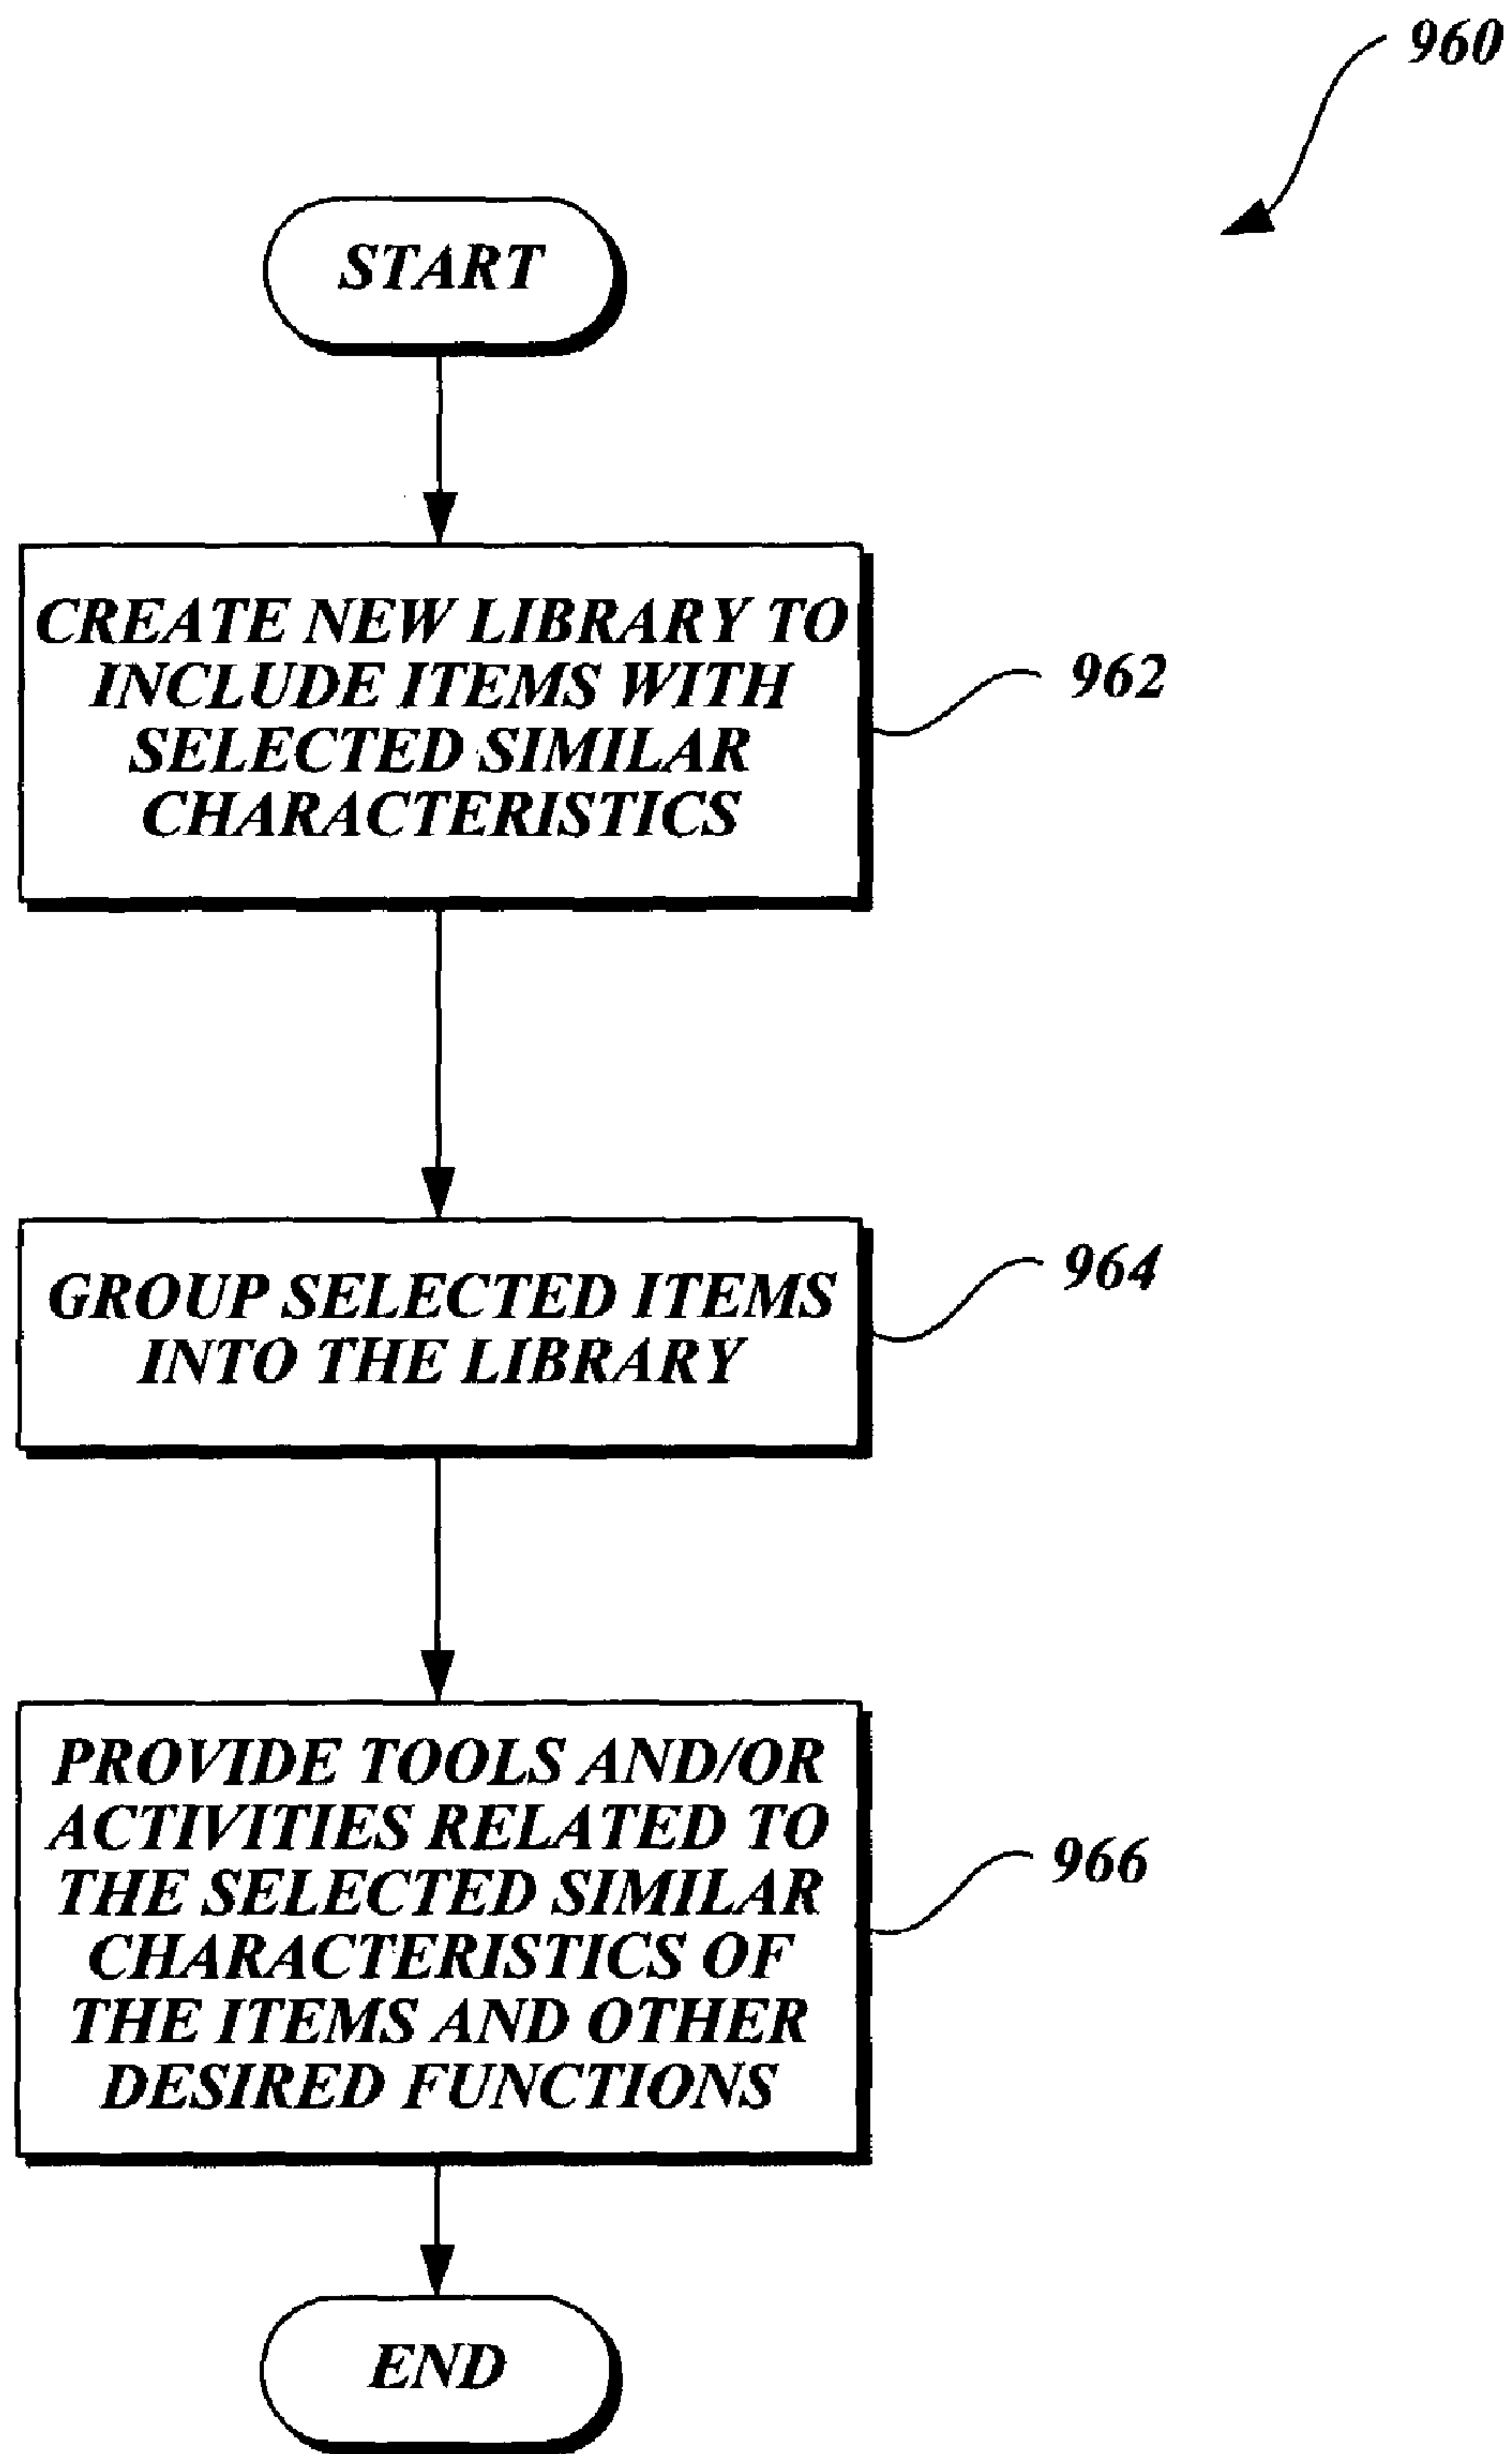 960
START
CREATE NEW LIBRARY TO
INCLUDE ITEMS WITH
SELECTED SIMILAR
CHARACTERISTICS
962
GROUP SELECTED ITEMS
INTO THE LIBRARY
964
PROVIDE TOOLS AND/OR
ACTIVITIES RELATED TO
THE SELECTED SIMILAR
CHARACTERISTICS OF
THE ITEMS AND OTHER
DESIRED FUNCTIONS
966
END